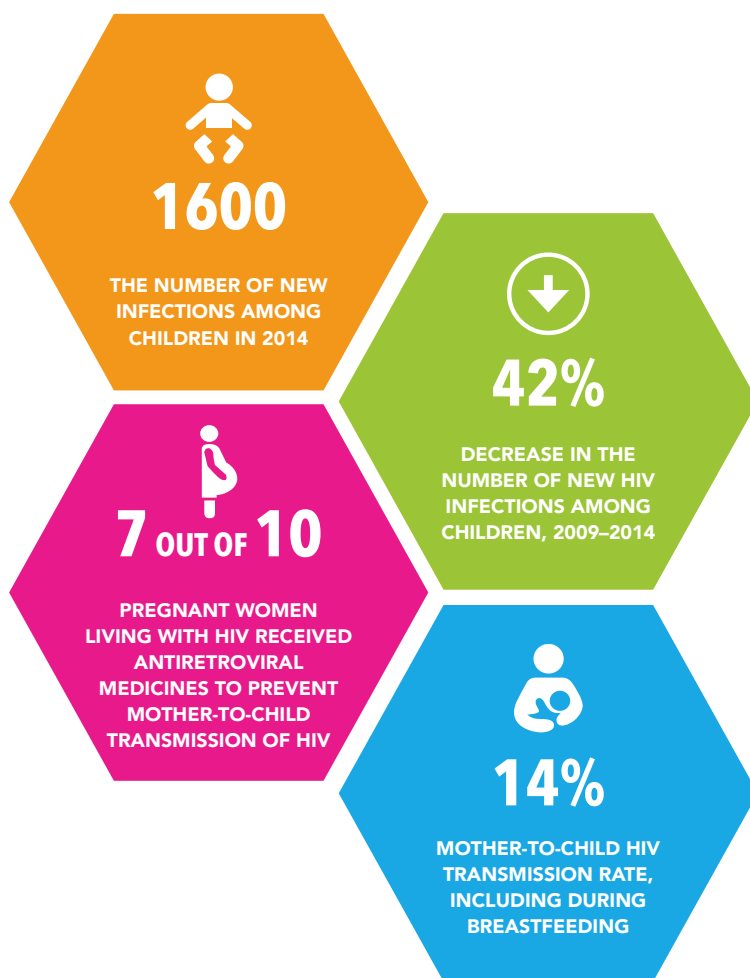 1600
THE NUMBER OF NEW
INFECTIONS AMONG
CHILDREN IN 2014
42%
DECREASE IN THE
NUMBER OF NEW HIV
INFECTIONS AMONG
CHILDREN, 2009–2014
7 OUT OF 10
PREGNANT WOMEN
LIVING WITH HIV RECEIVED
ANTIRETROVIRAL
MEDICINES TO PREVENT
MOTHER-TO-CHILD
TRANSMISSION OF HIV
14%
MOTHER-TO-CHILD HIV
TRANSMISSION RATE,
INCLUDING DURING
BREASTFEEDING